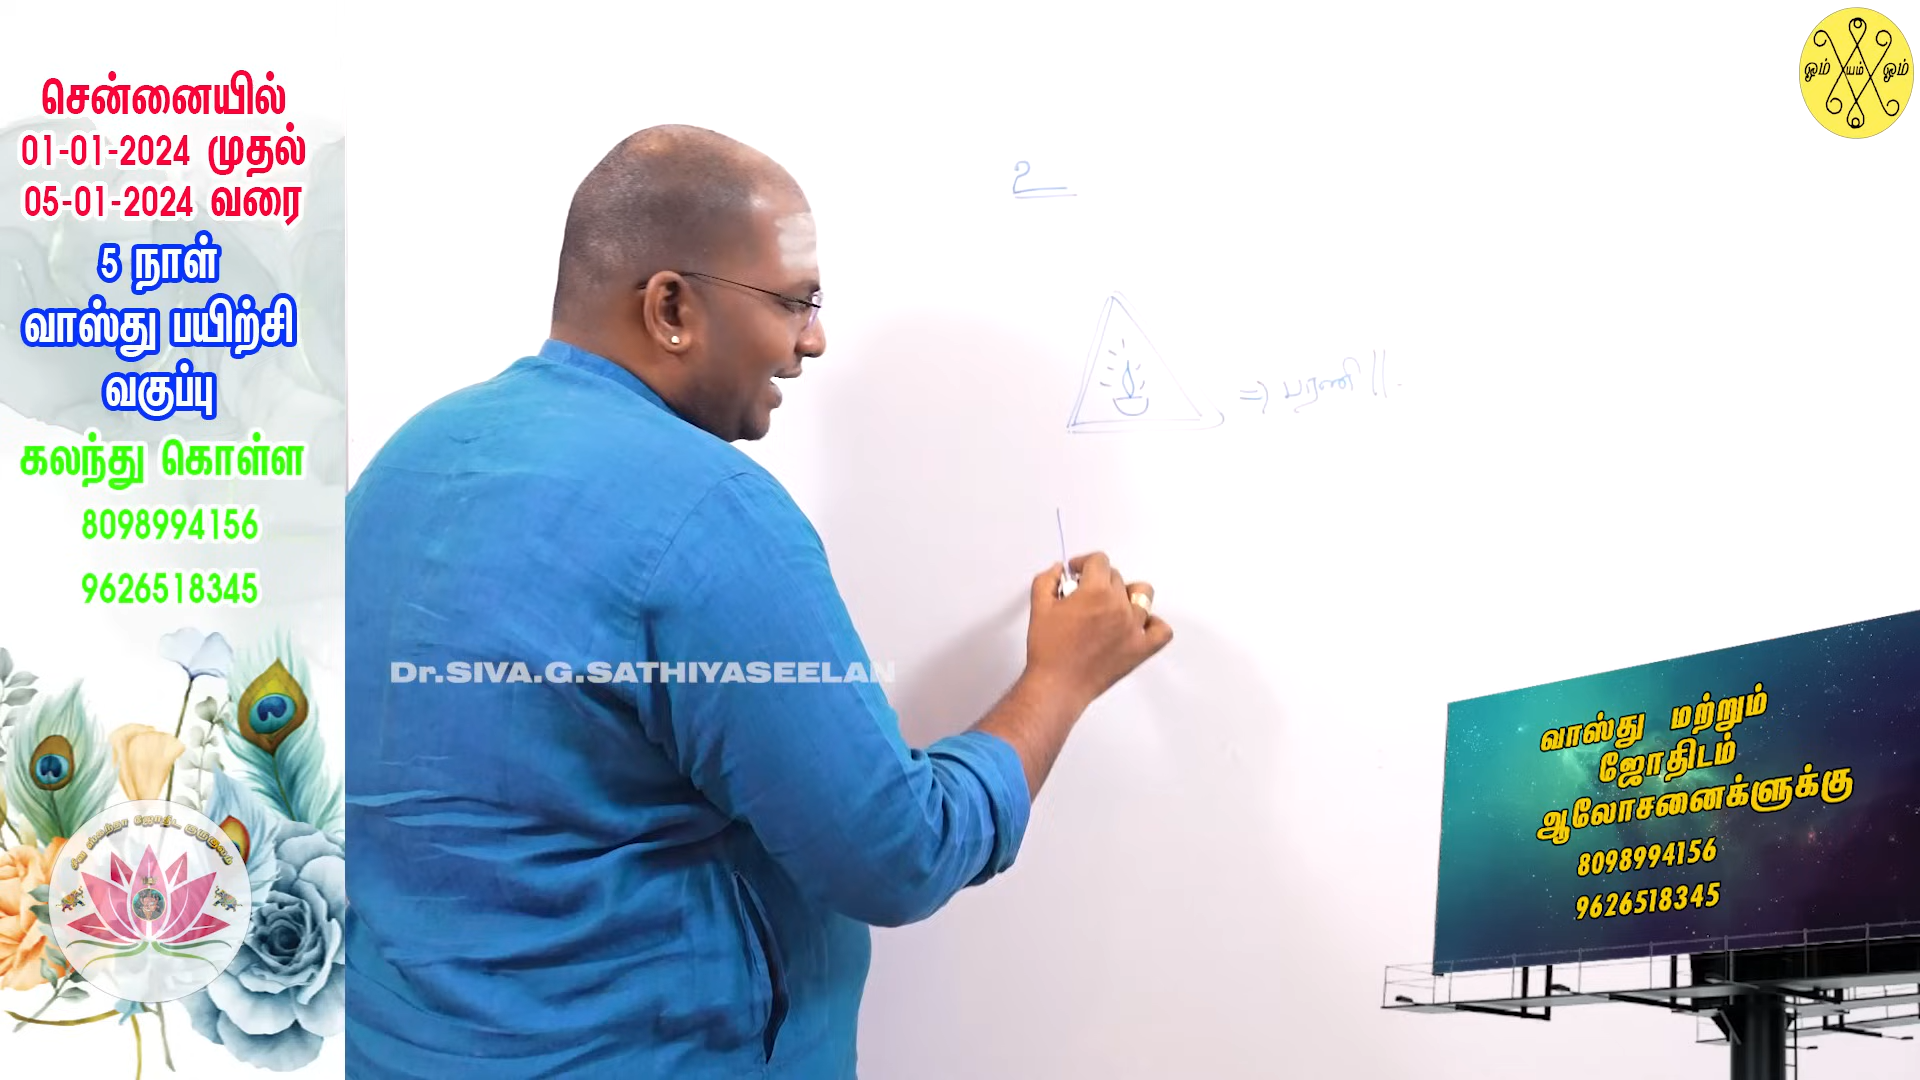 சென்னையில்
01-01-2024 முதல்
05-01-2024 வரை
5 நாள்
வாஸ்து பயிற்சி
வகுப்பு
கலந்து கொள்ள
8098994156
9626518345
ஓம் யம் ஓம்
உ
=> பரணி //.
Dr.SIVA.G.SATHIYASEELAN
வாஸ்து மற்றும்
ஜோதிடம்
ஆலோசனைக்ளுக்கு
8098994156
9626518345